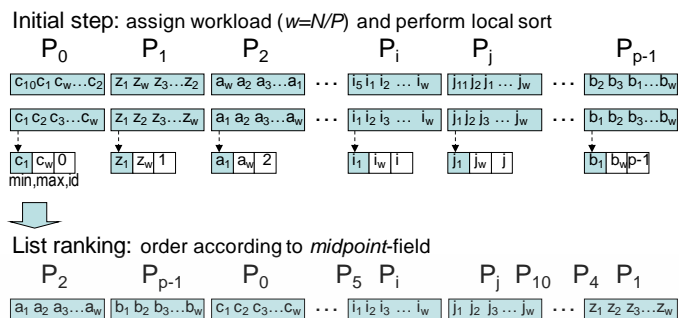 Initial step: assign workload (w=N/P) and perform local sort
P0 P1 P2 Pi Pj Pp-1
c10c1 cw...c2 z1 zw z3...z2 aw a2 a3...a1 ... i5 i1 i2 ... iw j11 j2 j1 ... jw ... b2 b3 b1...bw
c1 c2 c3...cw z1 z2 z3...zw a1 a2 a3...aw ... i1 i2 i3 ... iw j1j2 j3 ... jw ... b1 b2 b3...bw
c1 cw 0 z1 zw 1 a1 aw 2 i1 iw i j1 jw j b1 bw p-1
min,max,id
List ranking: order according to midpoint-field
P2 Pp-1 P0 P5 Pi Pj P10 P4 P1
a1 a2 a3...aw b1 b2 b3...bw c1 c2 c3...cw ... i1 i2 i3 ... iw j1 j2 j3 ... jw ... z1 z2 z3...zw